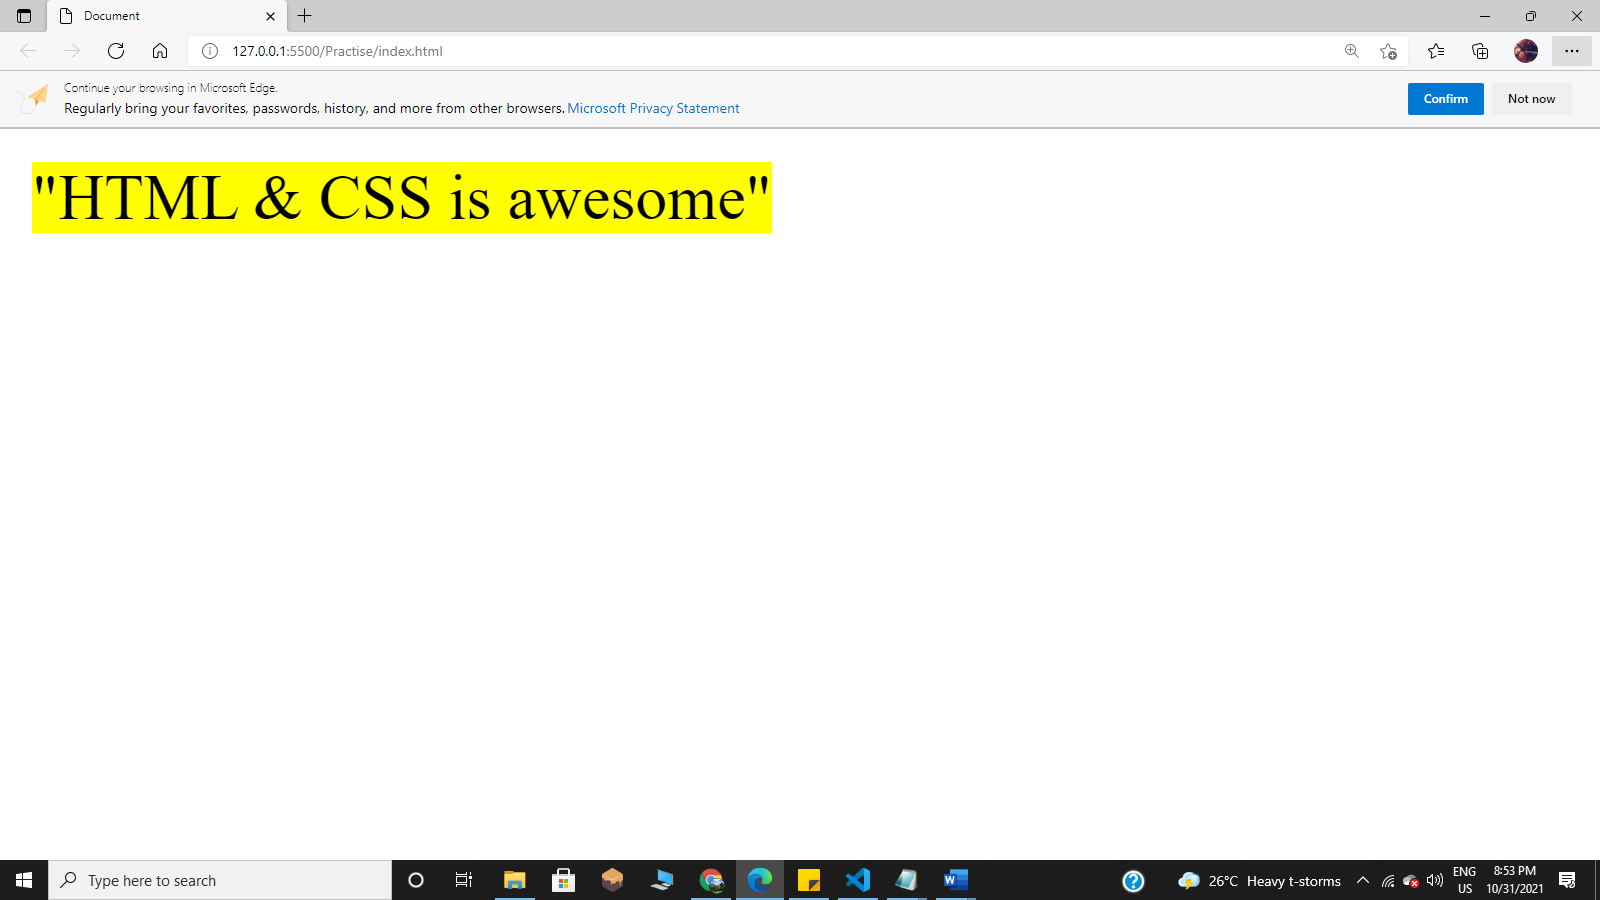 Document
127.0.0.1:5500/Practise/index.html
Continue your browsing in Microsoft Edge.
Regularly bring your favorites, passwords, history, and more from other browsers. Microsoft Privacy Statement
Confirm
Not now
"HTML & CSS is awesome"
Type here to search
26°C Heavy t-storms
ENG
US
8:53 PM
10/31/2021